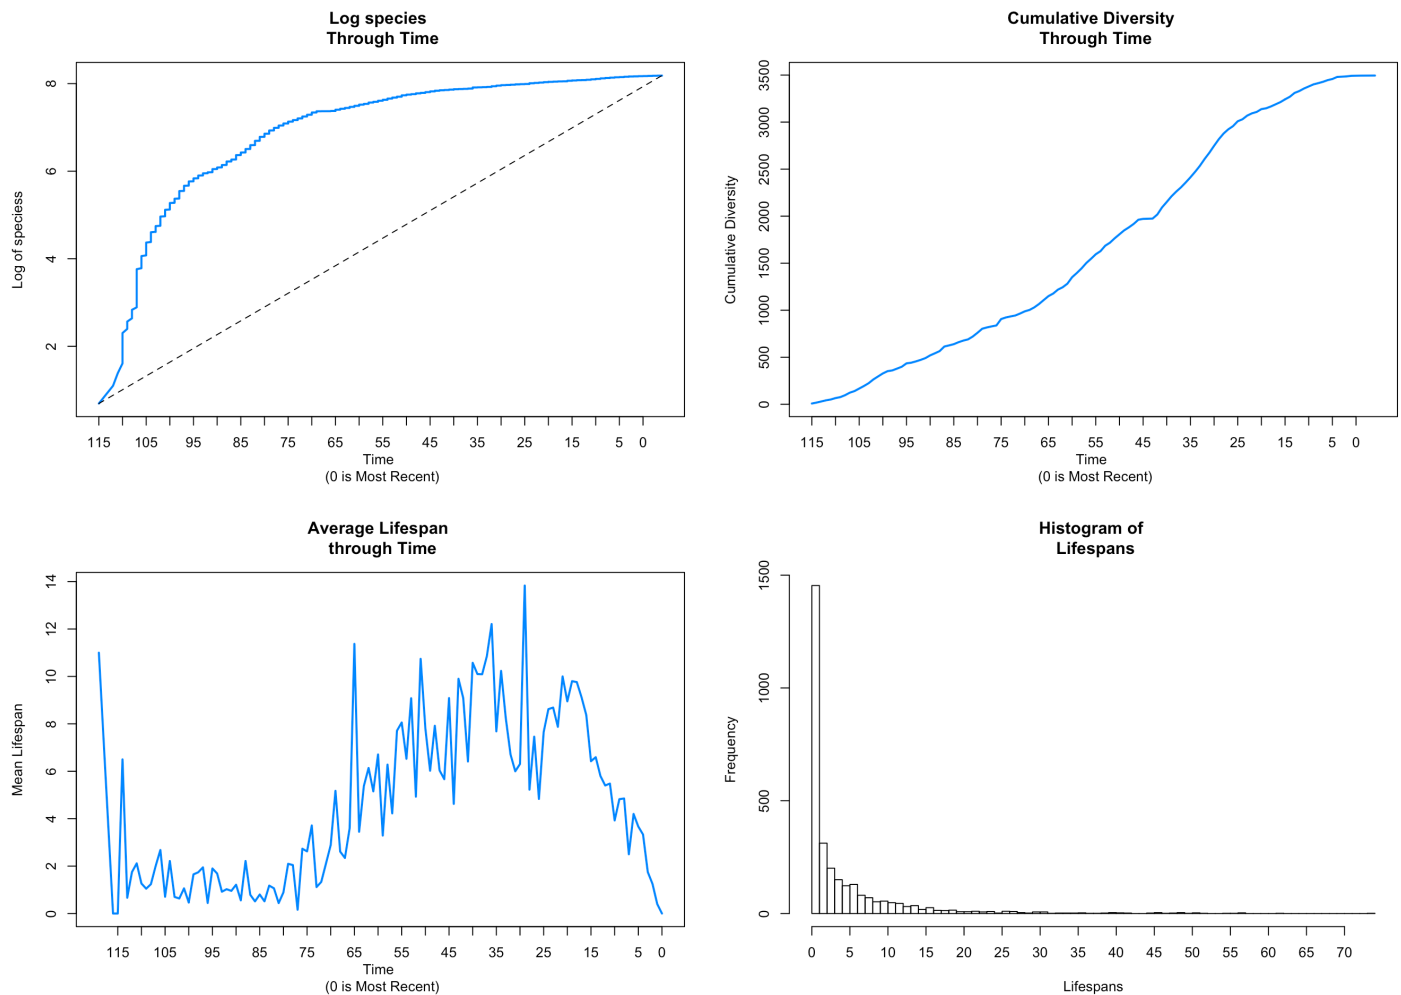 Log species
Through Time
Log of speciess
2 4 6 8
115 105 95 85 75 65 55 45 35 25 15 5 0
Time
(0 is Most Recent)
Cumulative Diversity
Through Time
Cumulative Diversity
0 500 1000 1500 2000 2500 3000 3500
115 105 95 85 75 65 55 45 35 25 15 5 0
Time
(0 is Most Recent)
Average Lifespan
through Time
Mean Lifespan
0 2 4 6 8 10 12 14
115 105 95 85 75 65 55 45 35 25 15 5 0
Time
(0 is Most Recent)
Histogram of
Lifespans
Frequency
0 500 1000 1500
0 5 10 15 20 25 30 35 40 45 50 55 60 65 70
Lifespans